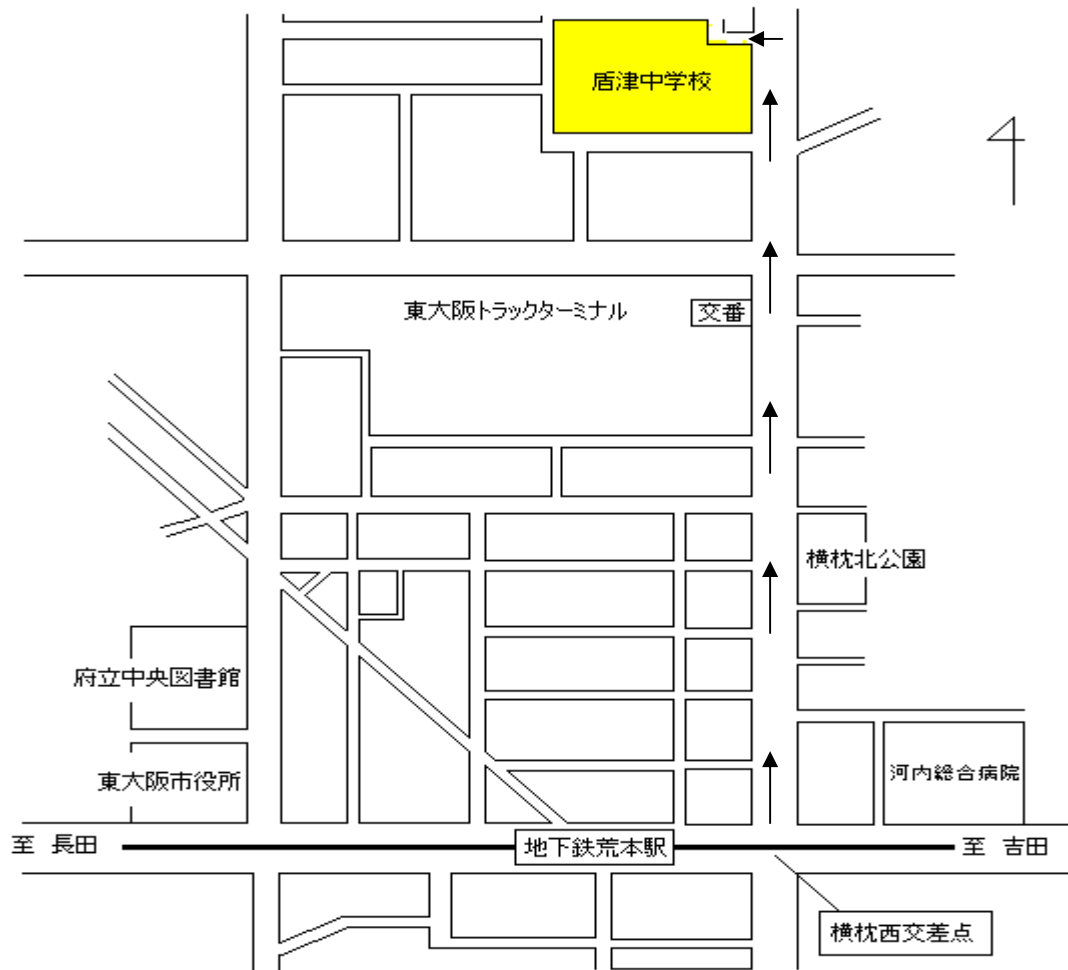 盾津中学校
東大阪トラックターミナル
交番
横枕北公園
府立中央図書館
東大阪市役所
河内総合病院
至 長田
地下鉄荒本駅
至 吉田
横枕西交差点